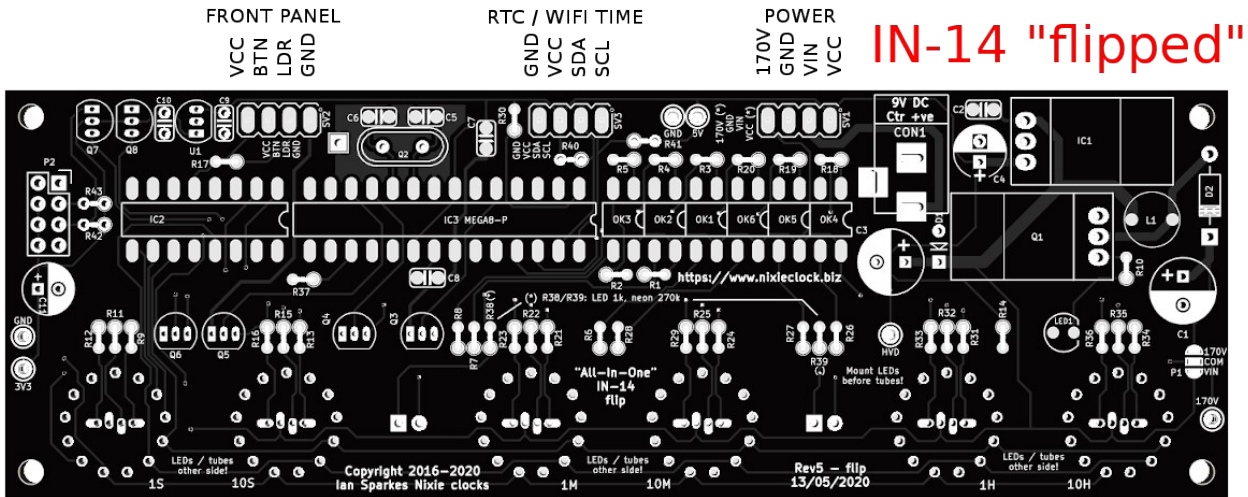 FRONT PANEL
RTC / WIFI TIME
POWER
IN-14 "flipped"
VCC
BTN
LDR
GND
GND
VCC
SDA
SCL
170V
GND
VIN
VCC
C10
C9
Q7
Q8
U1
SV2
VCC
BTN
LDR
GND
R17
C6
C5
Q2
C7
R30
SV3
GND
VCC
SDA
SCL
R40
GND
5V
R41
170V (*)
GND
VIN
VCC (*)
SV1
9V DC
Ctr +ve
CON1
C2
C4
IC1
D2
L1
P2
R43
R42
R5
R4
R3
R20
R19
R18
IC2
IC3 MEGA8-P
OK3
OK2
OK1
OK6
OK5
OK4
C3
Q1
R10
R37
C8
R2
R1
https://www.nixieclock.biz
(*) R38/R39: LED 1k, neon 270k
GND
3V3
R11
R12
R9
Q6
Q5
R15
R16
R13
Q4
Q3
R8
R7
R38(*)
R22
R23
R21
R6
R28
R25
R29
R24
R27
R26
R39
HVD
R32
R33
R31
R14
LED1
R35
R36
R34
C1
170V
COM
VIN
P1
170V
"All-In-One"
IN-14
flip
Mount LEDs
before tubes!
LEDs / tubes
other side!
LEDs / tubes
other side!
LEDs / tubes
other side!
1S
10S
Copyright 2016-2020
Ian Sparkes Nixie clocks
1M
10M
Rev5 - flip
13/05/2020
1H
10H